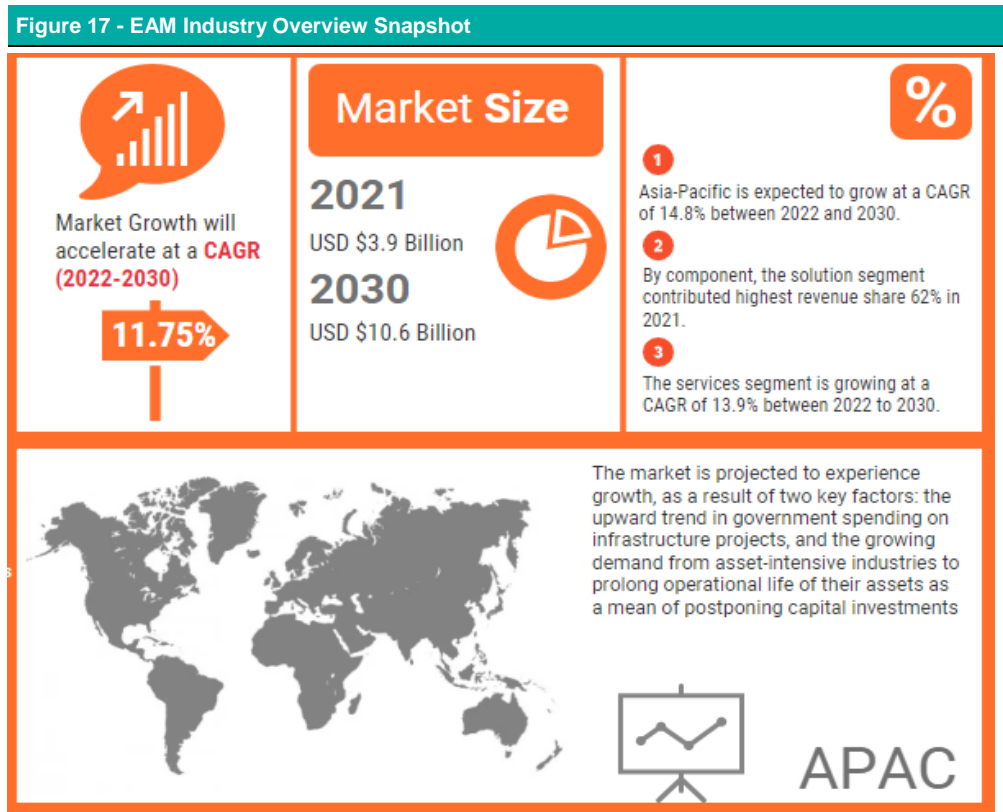 Figure 17 - EAM Industry Overview Snapshot
Market Growth will
accelerate at a CAGR
(2022-2030)
11.75%
Market Size
2021
USD $3.9 Billion
2030
USD $10.6 Billion
%
1
Asia-Pacific is expected to grow at a CAGR
of 14.8% between 2022 and 2030.
2
By component, the solution segment
contributed highest revenue share 62% in
2021.
3
The services segment is growing at a
CAGR of 13.9% between 2022 to 2030.
s
The market is projected to experience
growth, as a result of two key factors: the
upward trend in government spending on
infrastructure projects, and the growing
demand from asset-intensive industries to
prolong operational life of their assets as
a mean of postponing capital investments
APAC